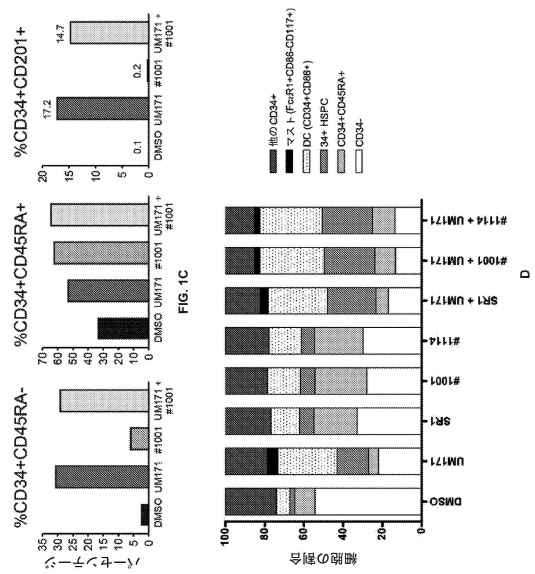 %CD34+CD45RA-
パーセンテージ
35
30
25
20
15
10
5
0
DMSO UM171 #1001 UM171 + #1001
%CD34+CD45RA+
70
60
50
40
30
20
10
0
DMSO UM171 #1001 UM171 + #1001
%CD34+CD201+
20
15
10
5
0
0.1
17.2
0.2
14.7
DMSO UM171 #1001 UM171 + #1001
FIG. 1C
細胞の割合
100
80
60
40
20
0
DMSO
UM171
SR1
#1001
#1114
SR1 + UM171
#1001 + UM171
#1114 + UM171
他の CD34+
マスト (FcεR1+CD86-CD117+)
DC (CD34+CD86+)
34+ HSPC
CD34+CD45RA+
CD34-
D